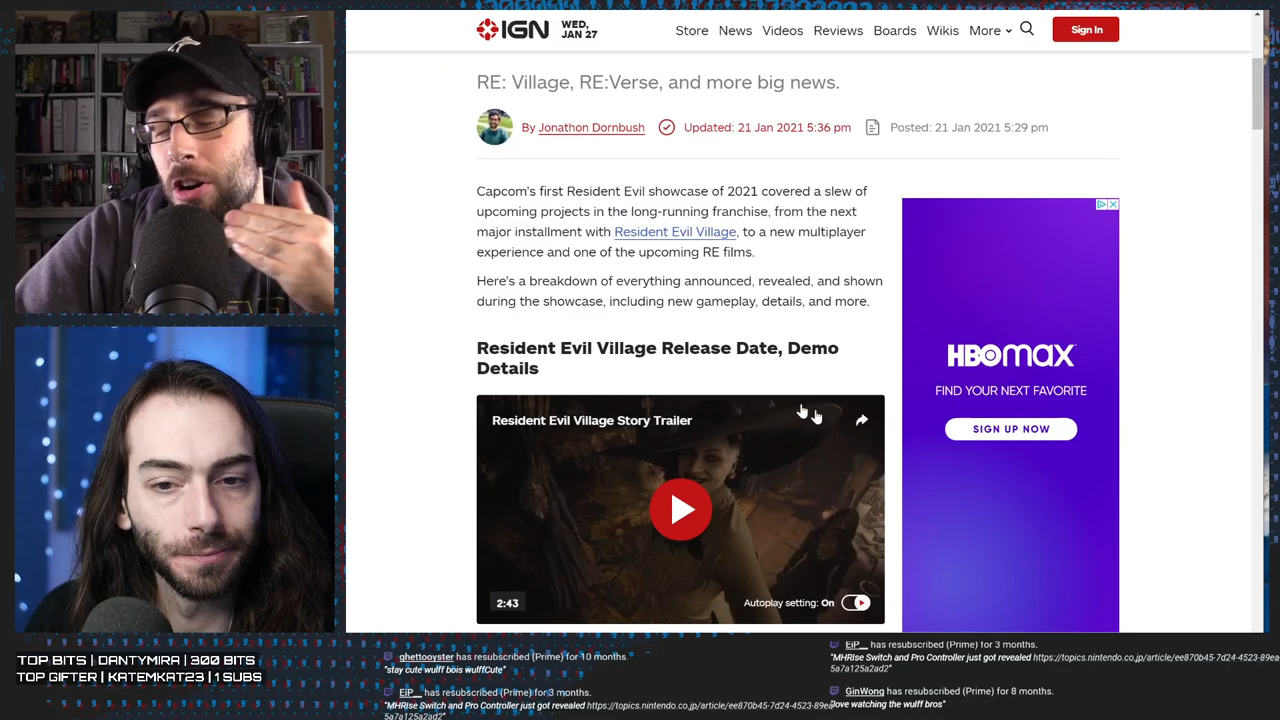 IGN
WED,
JAN 27
Store News Videos Reviews Boards Wikis More
Sign In
RE: Village, RE:Verse, and more big news.
By Jonathon Dornbush Updated: 21 Jan 2021 5:36 pm Posted: 21 Jan 2021 5:29 pm
Capcom's first Resident Evil showcase of 2021 covered a slew of
upcoming projects in the long-running franchise, from the next
major installment with Resident Evil Village, to a new multiplayer
experience and one of the upcoming RE films.
Here's a breakdown of everything announced, revealed, and shown
during the showcase, including new gameplay, details, and more.
Resident Evil Village Release Date, Demo
Details
Resident Evil Village Story Trailer
2:43
Autoplay setting: On
HBOMAX
FIND YOUR NEXT FAVORITE
SIGN UP NOW
TOP BITS | DANTYMIRA | 300 BITS
TOP GIFTER | KATEMKAT23 | 1 SUBS
ghettooyster has resubscribed (Prime) for 10 months.
"stay cute wulff bois wulffCute"
EiP__ has resubscribed (Prime) for 3 months.
"MHRIse Switch and Pro Controller just got revealed https://topics.nintendo.co.jp/article/ee870b45-7d24-4523-89ea-
5a7a125a2ad2"
EiP__ has resubscribed (Prime) for 3 months.
"MHRIse Switch and Pro Controller just got revealed https://topics.nintendo.co.jp/article/ee870b45-7d24-4523-89ea-
5a7a125a2ad2"
GinWong has resubscribed (Prime) for 8 months.
"love watching the wulff bros"